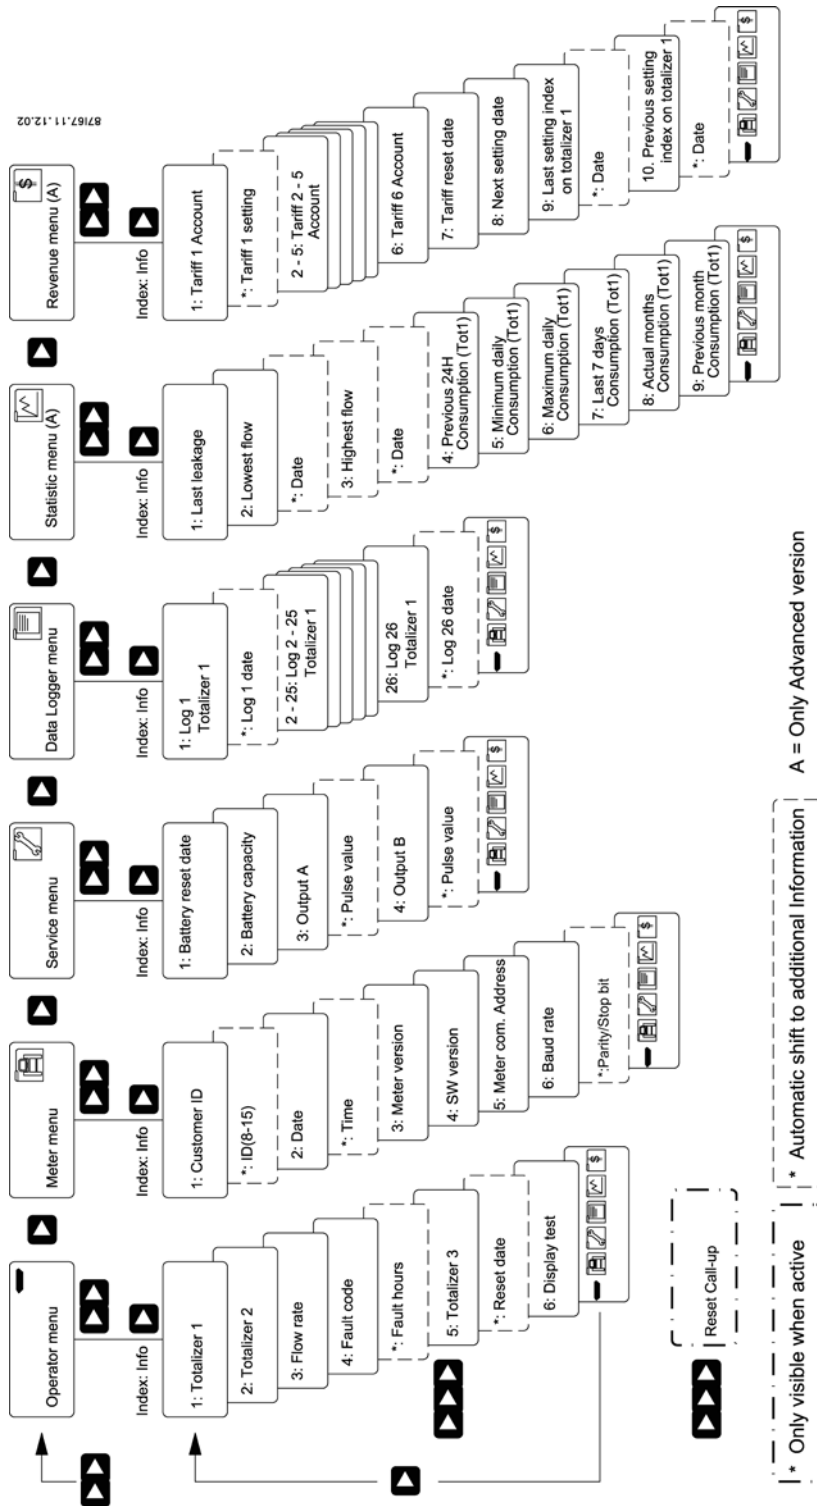 87I67.11.12.02
Operator menu
Index: Info
1: Totalizer 1
2: Totalizer 2
3: Flow rate
4: Fault code
*: Fault hours
5: Totalizer 3
*: Reset date
6: Display test
Reset Call-up
Meter menu
Index: Info
1: Customer ID
*: ID(8-15)
2: Date
*: Time
3: Meter version
4: SW version
5: Meter com. Address
6: Baud rate
*:Parity/Stop bit
Service menu
Index: Info
1: Battery reset date
2: Battery capacity
3: Output A
*: Pulse value
4: Output B
*: Pulse value
Data Logger menu
Index: Info
1: Log 1
Totalizer 1
*: Log 1 date
2 - 25: Log 2 - 25
Totalizer 1
26: Log 26
Totalizer 1
*: Log 26 date
Statistic menu (A)
Index: Info
1: Last leakage
2: Lowest flow
*: Date
3: Highest flow
*: Date
4: Previous 24H
Consumption (Tot1)
5: Minimum daily
Consumption (Tot1)
6: Maximum daily
Consumption (Tot1)
7: Last 7 days
Consumption (Tot1)
8: Actual months
Consumption (Tot1)
9: Previous month
Consumption (Tot1)
Revenue menu (A)
$
Index: Info
1: Tariff 1 Account
*: Tariff 1 setting
2 - 5: Tariff 2 - 5
Account
6: Tariff 6 Account
7: Tariff reset date
8: Next setting date
9: Last setting index
on totalizer 1
*: Date
10. Previous setting
index on totalizer 1
*: Date
* Only visible when active
* Automatic shift to additional Information
A = Only Advanced version